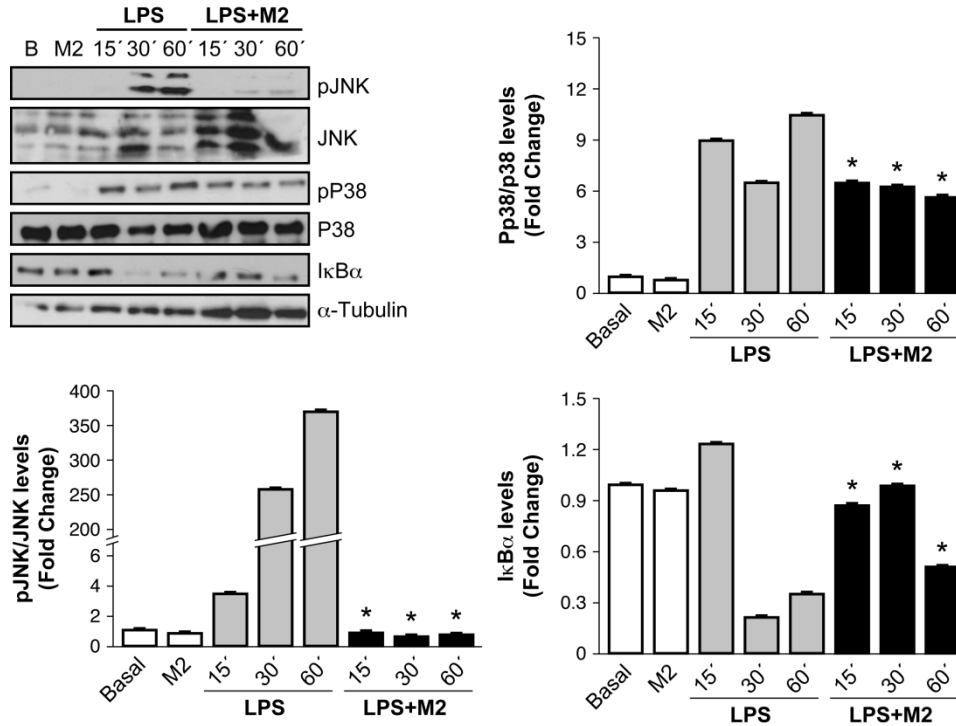 LPS LPS+M2
B M2 15´ 30´ 60´ 15´ 30´ 60´
pJNK
JNK
pP38
P38
IκBα
α-Tubulin
Pp38/p38 levels
(Fold Change)
15
12
9
6
3
0
* * *
Basal M2 15´ 30´ 60´ 15´ 30´ 60´
LPS LPS+M2
pJNK/JNK levels
(Fold Change)
400
350
300
250
200
6
4
2
0
* * *
Basal M2 15´ 30´ 60´ 15´ 30´ 60´
LPS LPS+M2
IκBα levels
(Fold Change)
1.5
1.2
0.9
0.6
0.3
0
* * *
Basal M2 15´ 30´ 60´ 15´ 30´ 60´
LPS LPS+M2